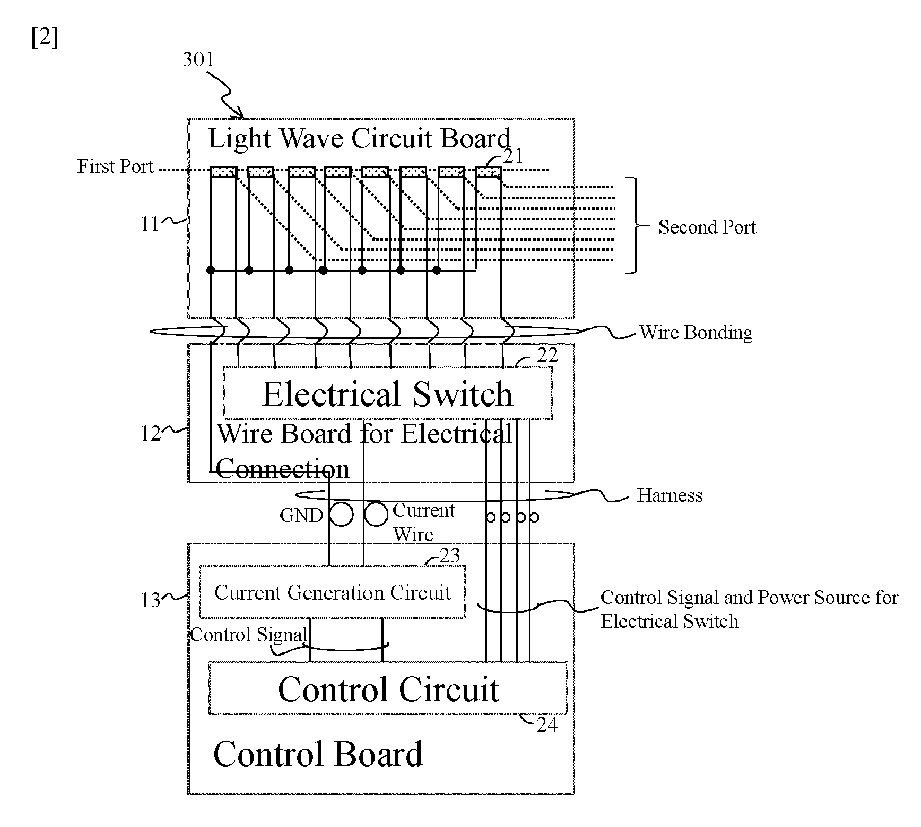 [2]
301
Light Wave Circuit Board
21
First Port
11
Second Port
Wire Bonding
22
Electrical Switch
12
Wire Board for Electrical
Connection
Harness
GND
Current
Wire
23
13
Current Generation Circuit
Control Signal and Power Source for
Electrical Switch
Control Signal
Control Circuit
24
Control Board